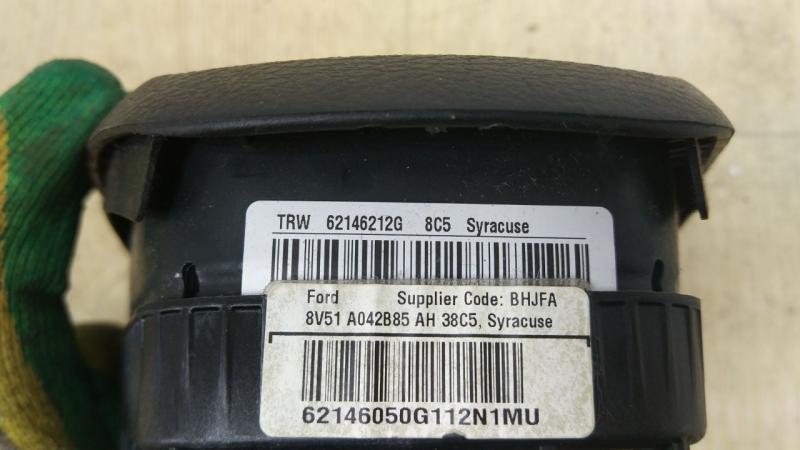 TRW 62146212G 8C5 Syracuse
Ford Supplier Code: BHJFA
8V51 A042B85 AH 38C5, Syracuse
62146050G112N1MU